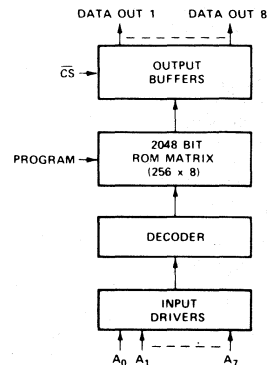 DATA OUT 1 DATA OUT 8
OUTPUT
BUFFERS
C̅S̅
2048 BIT
ROM MATRIX
(256 x 8)
PROGRAM
DECODER
INPUT
DRIVERS
A₀ A₁ A₇